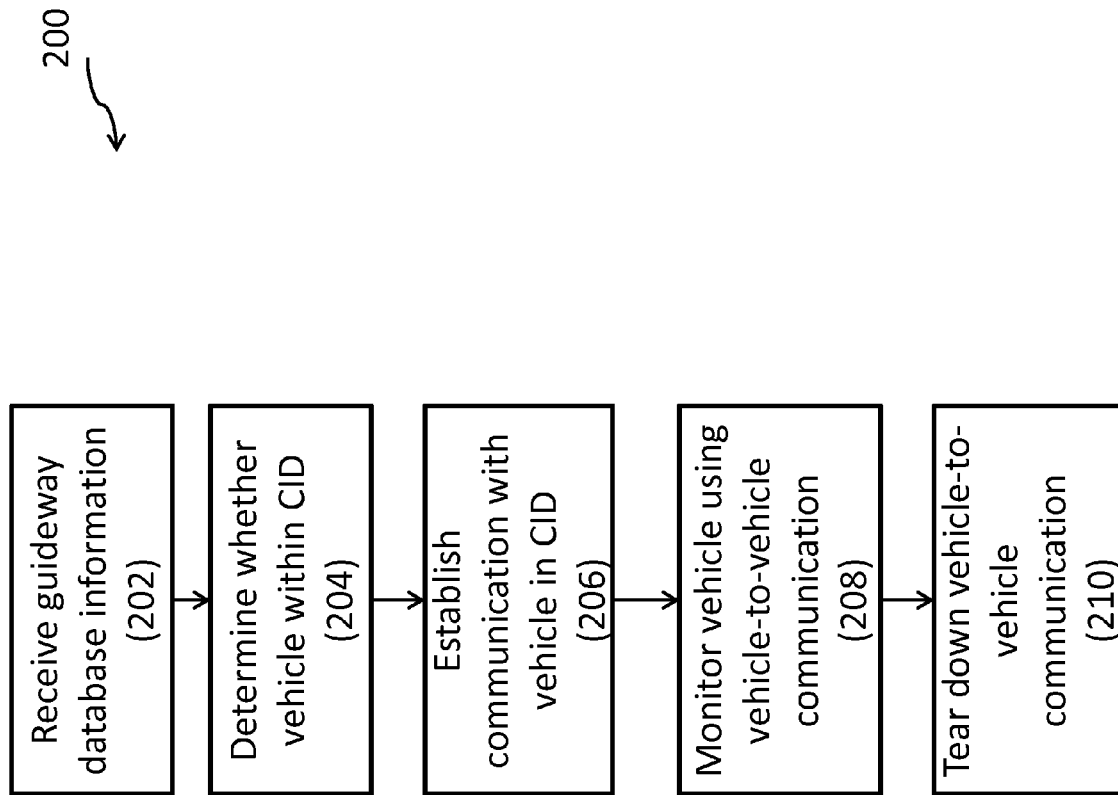 200
Receive guideway
database information
(202)
Determine whether
vehicle within CID
(204)
Establish
communication with
vehicle in CID
(206)
Monitor vehicle using
vehicle-to-vehicle
communication
(208)
Tear down vehicle-to-
vehicle
communication
(210)